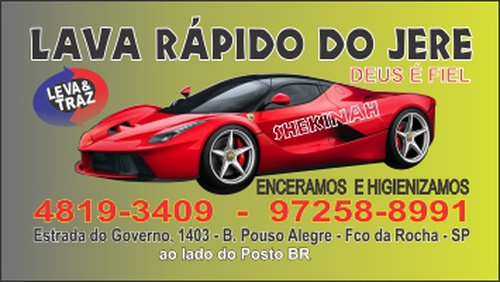 LAVA RÁPIDO DO JERE
DEUS É FIEL
LEVA&
TRAZ
SHEKINAH
ENCERAMOS E HIGIENIZAMOS
4819-3409 - 97258-8991
Estrada do Governo, 1403 - B. Pouso Alegre - Fco da Rocha - SP
ao lado do Posto BR